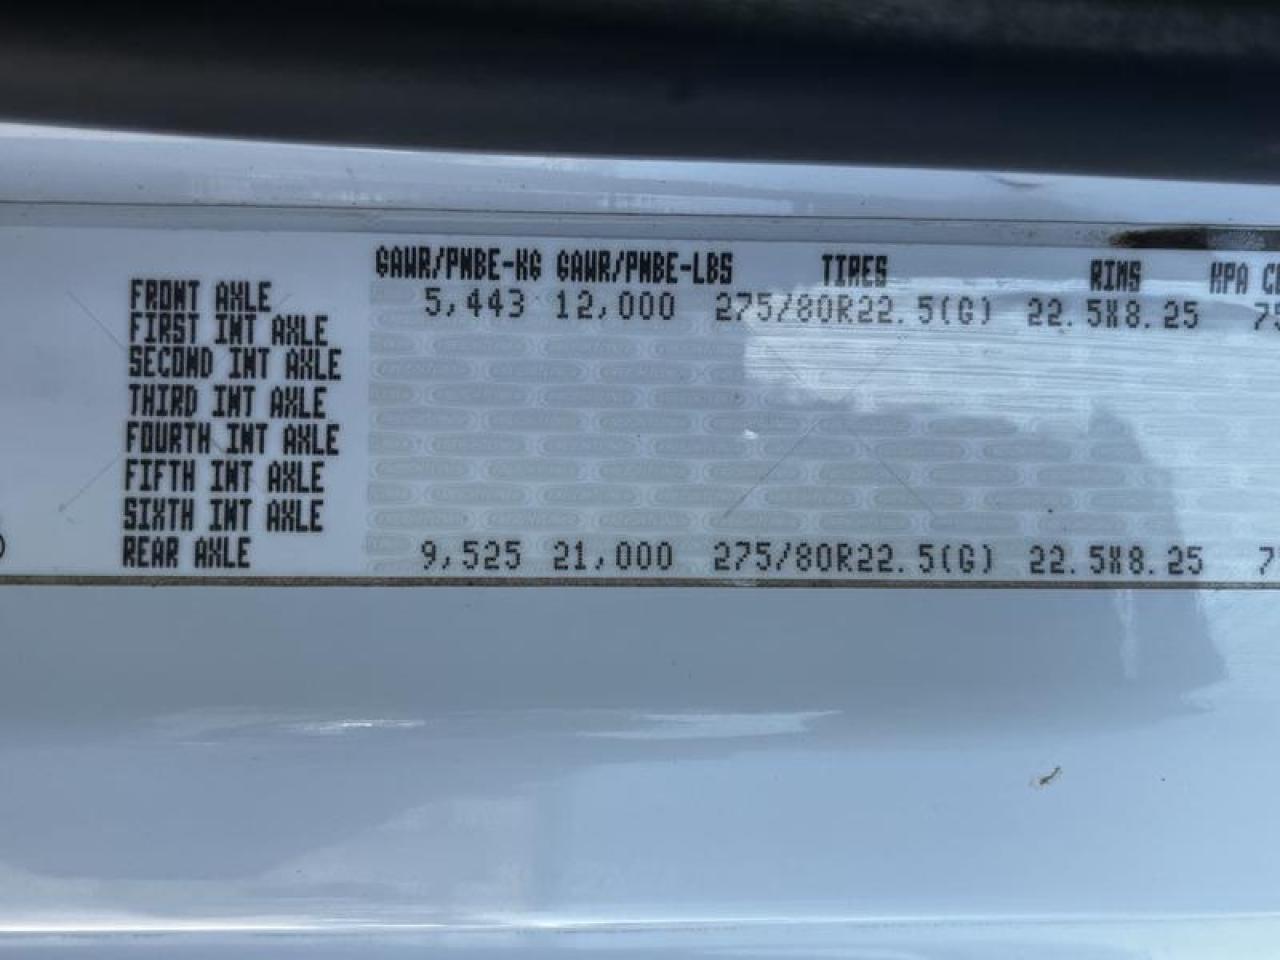 GAWR/PNBE-KG GAWR/PNBE-LBS TIRES RIMS KPA
FRONT AXLE 5,443 12,000 275/80R22.5(G) 22.5X8.25
FIRST INT AXLE
SECOND INT AXLE
THIRD INT AXLE
FOURTH INT AXLE
FIFTH INT AXLE
SIXTH INT AXLE
REAR AXLE 9,525 21,000 275/80R22.5(G) 22.5X8.25